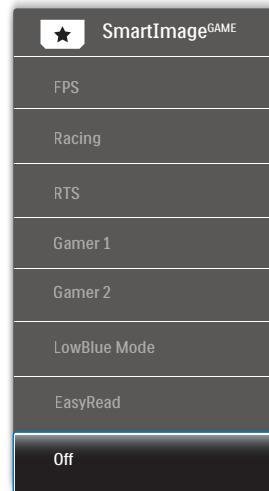 SmartImageGAME
FPS
Racing
RTS
Gamer 1
Gamer 2
LowBlue Mode
EasyRead
Off